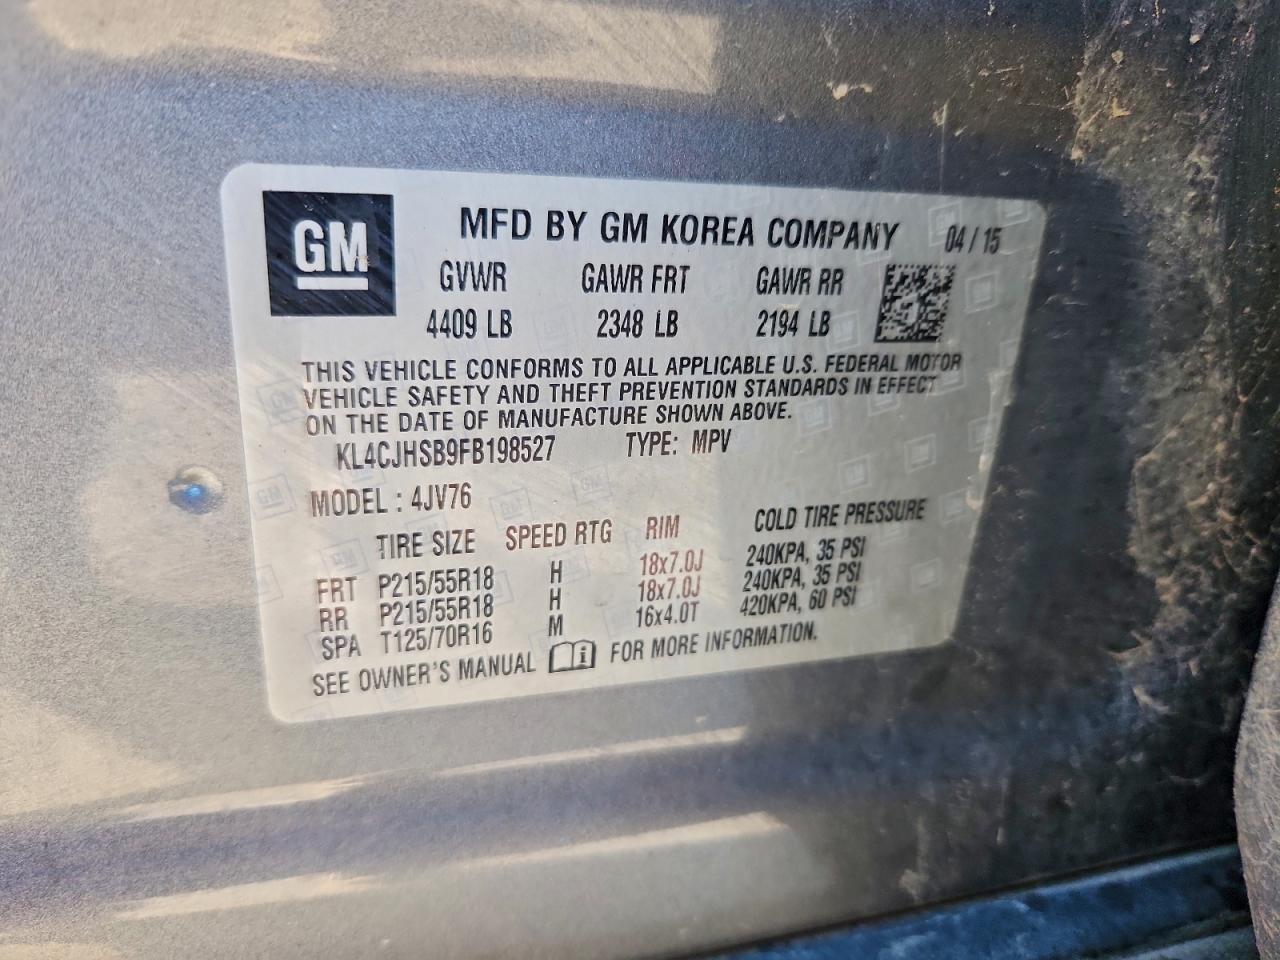 GM
MFD BY GM KOREA COMPANY 04 / 15
GVWR GAWR FRT GAWR RR
4409 LB 2348 LB 2194 LB
THIS VEHICLE CONFORMS TO ALL APPLICABLE U.S. FEDERAL MOTOR
VEHICLE SAFETY AND THEFT PREVENTION STANDARDS IN EFFECT
ON THE DATE OF MANUFACTURE SHOWN ABOVE.
KL4CJHSB9FB198527 TYPE: MPV
MODEL : 4JV76
TIRE SIZE SPEED RTG RIM COLD TIRE PRESSURE
FRT P215/55R18 H 18x7.0J 240KPA, 35 PSI
RR P215/55R18 H 18x7.0J 240KPA, 35 PSI
SPA T125/70R16 M 16x4.0T 420KPA, 60 PSI
SEE OWNER'S MANUAL i FOR MORE INFORMATION.